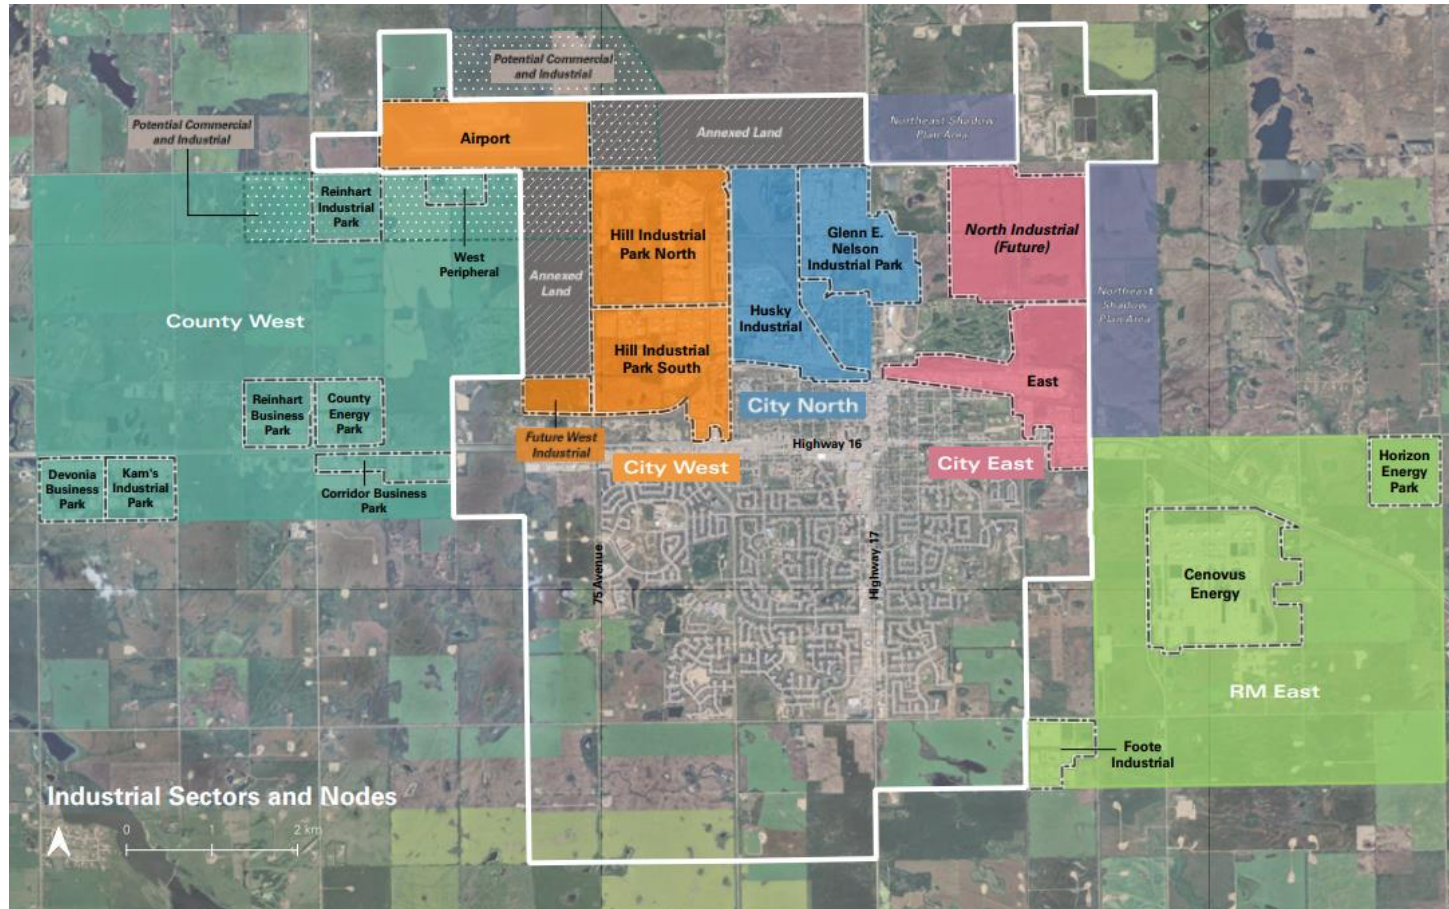 Potential Commercial
and Industrial
Potential Commercial
and Industrial
Airport
Annexed Land
Northeast Shadow
Plan Area
Reinhart
Industrial
Park
West
Peripheral
Hill Industrial
Park North
Glenn E.
Nelson
Industrial Park
North Industrial
(Future)
Annexed
Land
County West
Husky
Industrial
Northeast
Shadow
Plan Area
Hill Industrial
Park South
East
Reinhart
Business
Park
County
Energy
Park
City North
Future West
Industrial
Highway 16
City West
City East
Devonia
Business
Park
Kam's
Industrial
Park
Corridor Business
Park
Horizon
Energy
Park
75 Avenue
Highway 17
Cenovus
Energy
RM East
Foote
Industrial
Industrial Sectors and Nodes
0 1 2 km